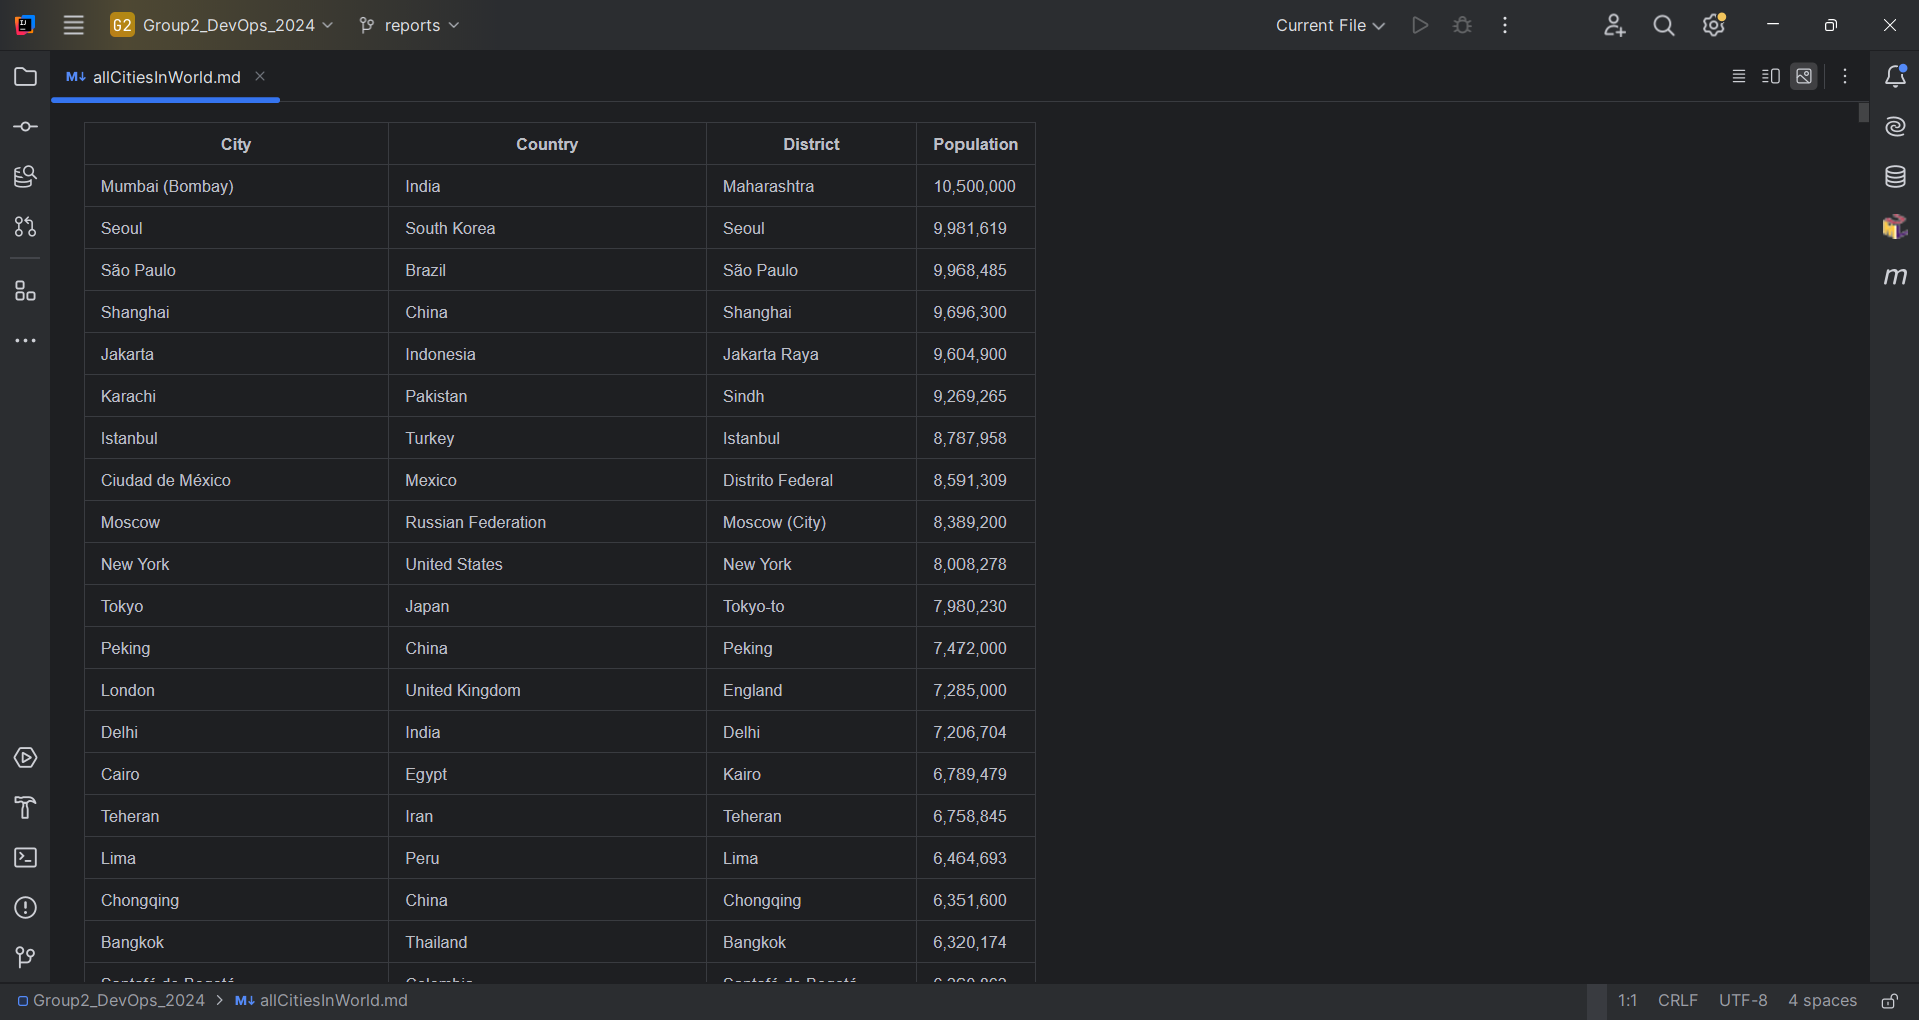 G2 Group2_DevOps_2024 reports Current File
M↓ allCitiesInWorld.md
City Country District Population
Mumbai (Bombay) India Maharashtra 10,500,000
Seoul South Korea Seoul 9,981,619
São Paulo Brazil São Paulo 9,968,485
Shanghai China Shanghai 9,696,300
Jakarta Indonesia Jakarta Raya 9,604,900
Karachi Pakistan Sindh 9,269,265
Istanbul Turkey Istanbul 8,787,958
Ciudad de México Mexico Distrito Federal 8,591,309
Moscow Russian Federation Moscow (City) 8,389,200
New York United States New York 8,008,278
Tokyo Japan Tokyo-to 7,980,230
Peking China Peking 7,472,000
London United Kingdom England 7,285,000
Delhi India Delhi 7,206,704
Cairo Egypt Kairo 6,789,479
Teheran Iran Teheran 6,758,845
Lima Peru Lima 6,464,693
Chongqing China Chongqing 6,351,600
Bangkok Thailand Bangkok 6,320,174
Group2_DevOps_2024 > M↓ allCitiesInWorld.md 1:1 CRLF UTF-8 4 spaces